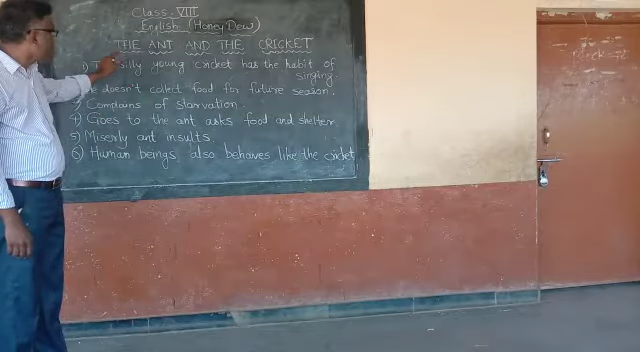 Class - VIII
English (Honey Dew)
THE ANT AND THE CRICKET
1) silly young cricket has the habit of
singing.
doesn't collect food for future season.
3) Complains of starvation.
4) Goes to the ant asks food and shelter
5) Miserly ant insults.
6) Human beings also behaves like the cricket